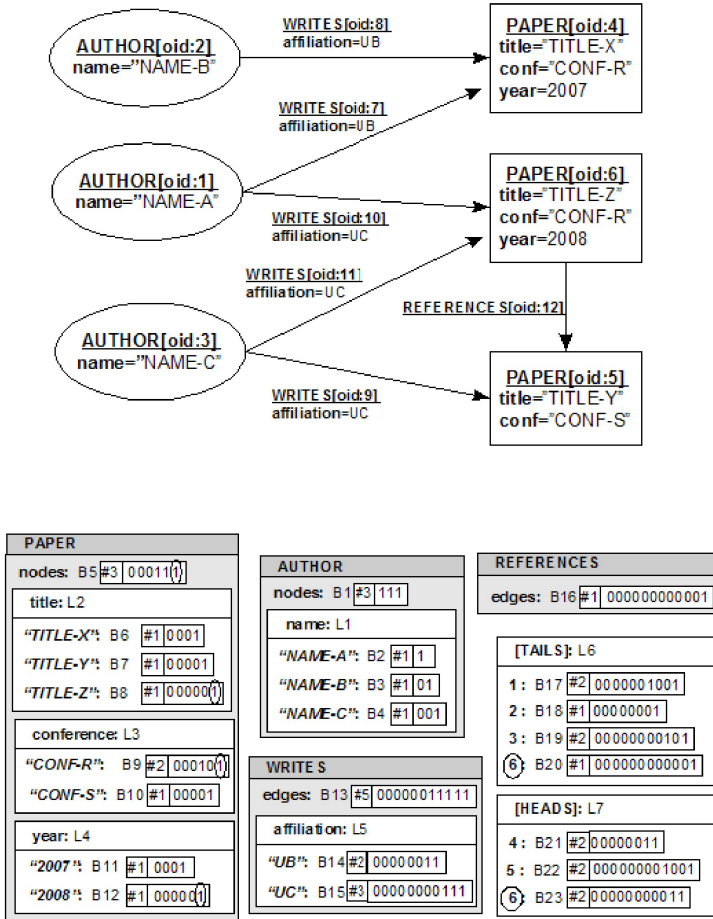 WRITES[oid:8]
affiliation=UB
AUTHOR[oid:2]
name="NAME-B"
PAPER[oid:4]
title="TITLE-X"
conf="CONF-R"
year=2007
WRITES[oid:7]
affiliation=UB
AUTHOR[oid:1]
name="NAME-A"
PAPER[oid:6]
title="TITLE-Z"
conf="CONF-R"
year=2008
WRITES[oid:10]
affiliation=UC
WRITES[oid:11]
affiliation=UC
REFERENCES[oid:12]
AUTHOR[oid:3]
name="NAME-C"
PAPER[oid:5]
title="TITLE-Y"
conf="CONF-S"
WRITES[oid:9]
affiliation=UC
PAPER
nodes: B5 #3 000111
title: L2
"TITLE-X": B6 #1 0001
"TITLE-Y": B7 #1 00001
"TITLE-Z": B8 #1 000001
conference: L3
"CONF-R": B9 #2 000101
"CONF-S": B10 #1 00001
year: L4
"2007": B11 #1 0001
"2008": B12 #1 000001
AUTHOR
nodes: B1 #3 111
name: L1
"NAME-A": B2 #1 1
"NAME-B": B3 #1 01
"NAME-C": B4 #1 001
WRITES
edges: B13 #5 00000011111
affiliation: L5
"UB": B14 #2 00000011
"UC": B15 #3 00000000111
REFERENCES
edges: B16 #1 000000000001
[TAILS]: L6
1: B17 #2 0000001001
2: B18 #1 00000001
3: B19 #2 00000000101
6: B20 #1 000000000001
[HEADS]: L7
4: B21 #2 00000011
5: B22 #2 000000001001
6: B23 #2 00000000011